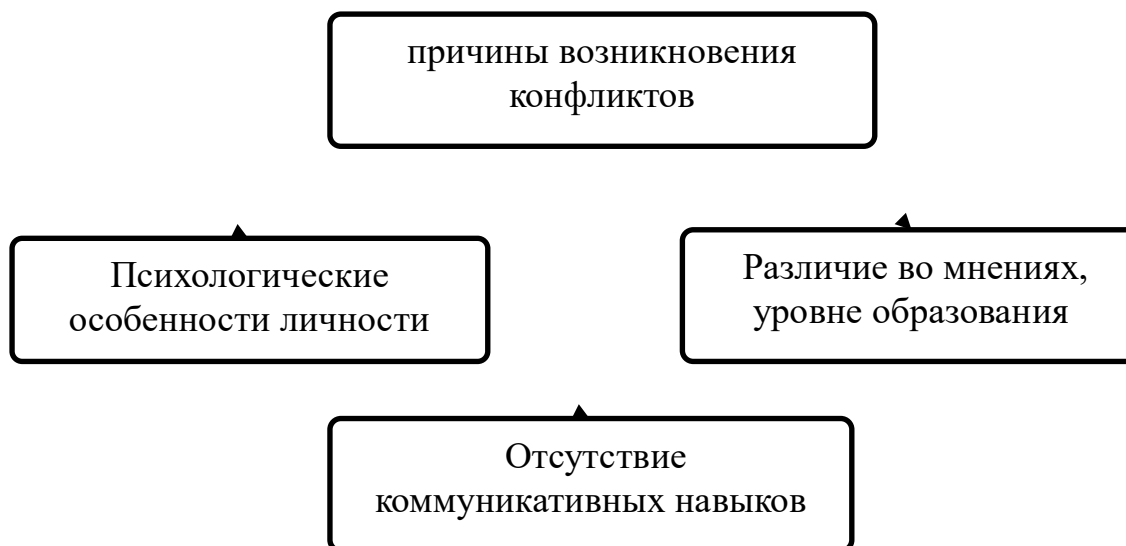 причины возникновения
конфликтов
Психологические
особенности личности
Различие во мнениях,
уровне образования
Отсутствие
коммуникативных навыков